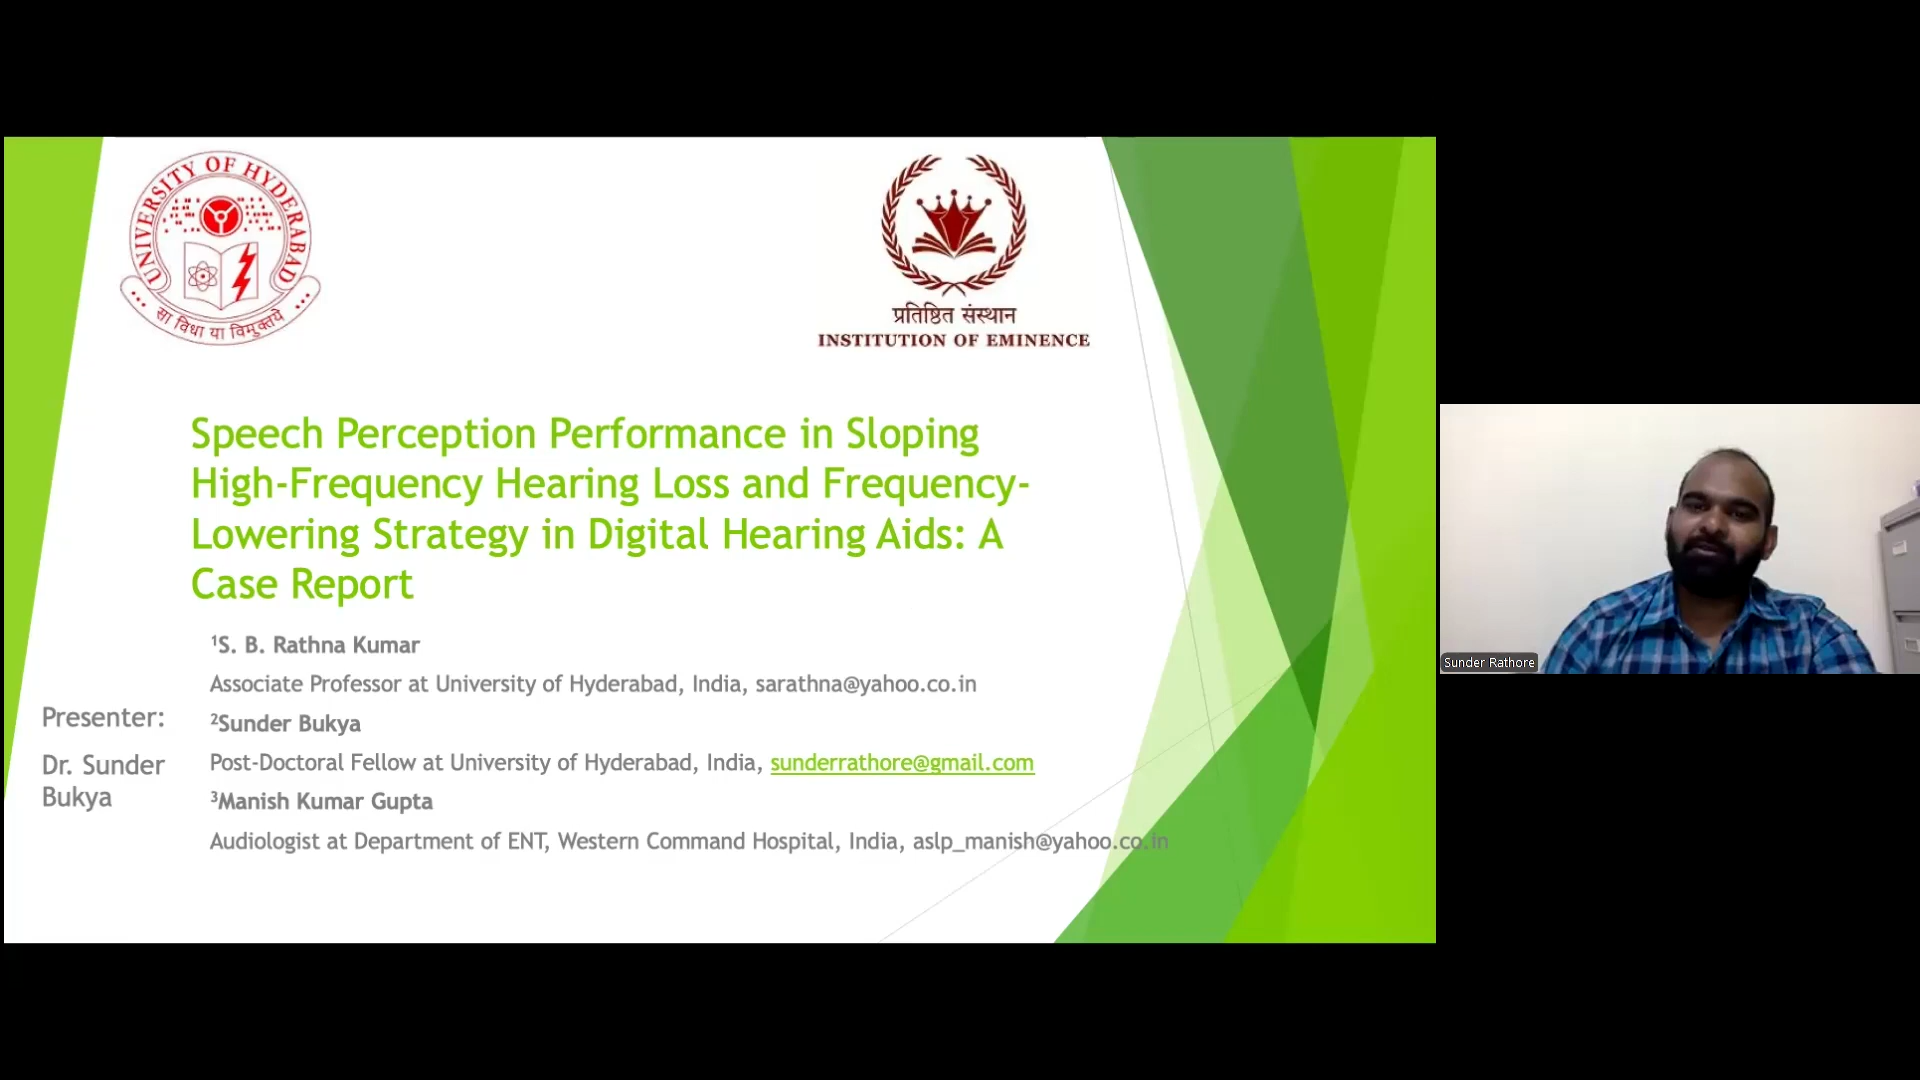 UNIVERSITY OF HYDERABAD
सा विधा या विमुक्तये
प्रतिष्ठित संस्थान
INSTITUTION OF EMINENCE
Speech Perception Performance in Sloping
High-Frequency Hearing Loss and Frequency-
Lowering Strategy in Digital Hearing Aids: A
Case Report
¹S. B. Rathna Kumar
Associate Professor at University of Hyderabad, India, sarathna@yahoo.co.in
²Sunder Bukya
Post-Doctoral Fellow at University of Hyderabad, India, sunderrathore@gmail.com
³Manish Kumar Gupta
Audiologist at Department of ENT, Western Command Hospital, India, aslp_manish@yahoo.co.in
Presenter:
Dr. Sunder
Bukya
Sunder Rathore